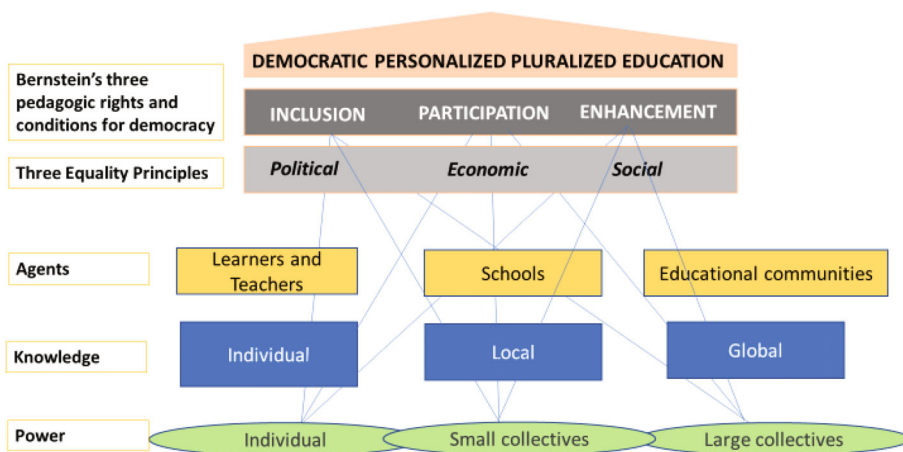 DEMOCRATIC PERSONALIZED PLURALIZED EDUCATION
Bernstein's three
pedagogic rights and
conditions for democracy
INCLUSION PARTICIPATION ENHANCEMENT
Three Equality Principles
Political Economic Social
Agents
Learners and
Teachers
Schools
Educational communities
Knowledge
Individual
Local
Global
Power
Individual
Small collectives
Large collectives